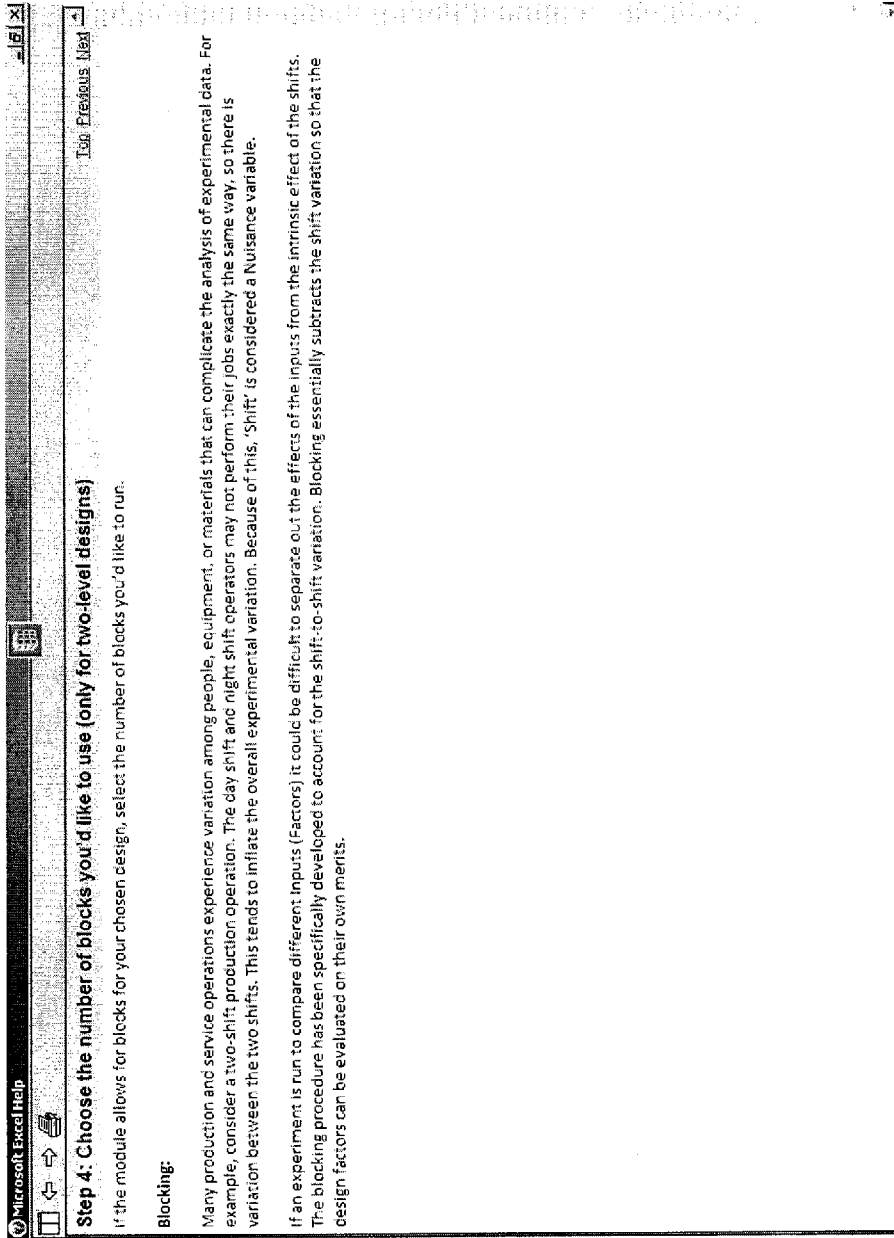 Microsoft Excel Help
Top Previous Next
Step 4: Choose the number of blocks you'd like to use (only for two-level designs)
If the module allows for blocks for your chosen design, select the number of blocks you'd like to run.
Blocking:
Many production and service operations experience variation among people, equipment, or materials that can complicate the analysis of experimental data. For
example, consider a two-shift production operation. The day shift and night shift operators may not perform their jobs exactly the same way, so there is
variation between the two shifts. This tends to inflate the overall experimental variation. Because of this, 'Shift' is considered a Nuisance variable.
If an experiment is run to compare different Inputs (Factors) it could be difficult to separate out the effects of the inputs from the intrinsic effect of the shifts.
The blocking procedure has been specifically developed to account for the shift-to-shift variation. Blocking essentially subtracts the shift variation so that the
design factors can be evaluated on their own merits.